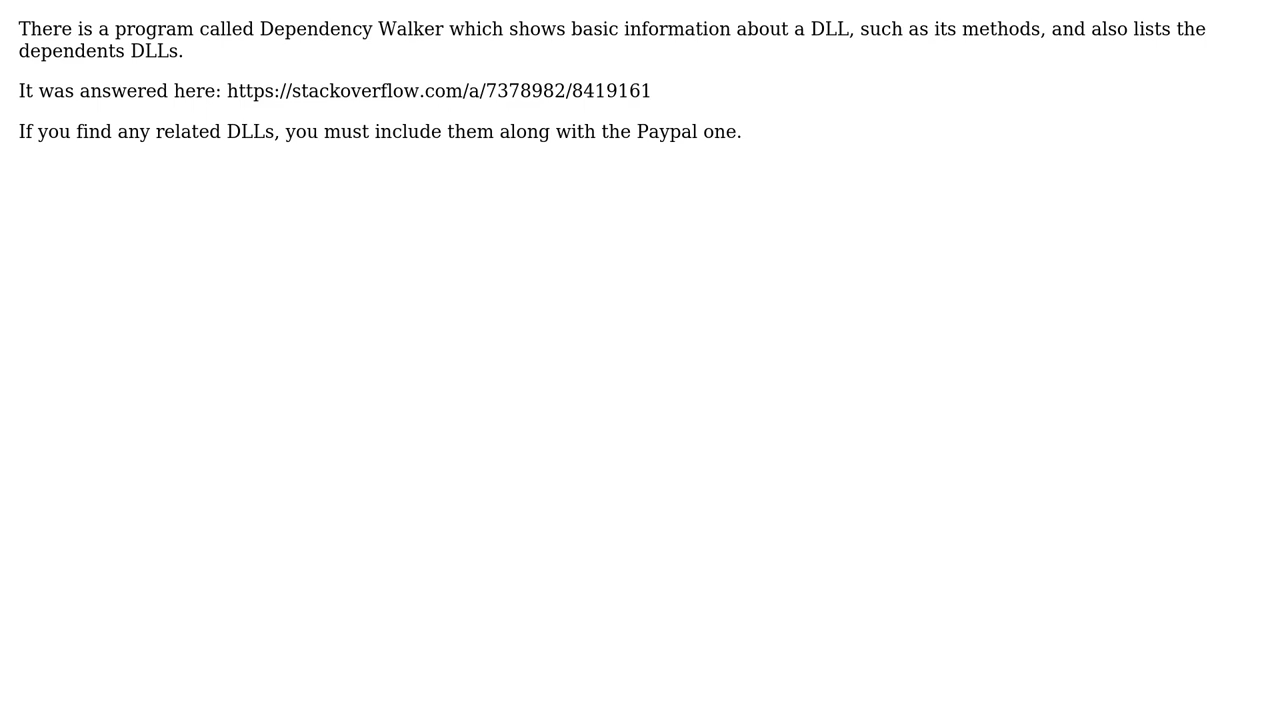 There is a program called Dependency Walker which shows basic information about a DLL, such as its methods, and also lists the
dependents DLLs.
It was answered here: https://stackoverflow.com/a/7378982/8419161
If you find any related DLLs, you must include them along with the Paypal one.